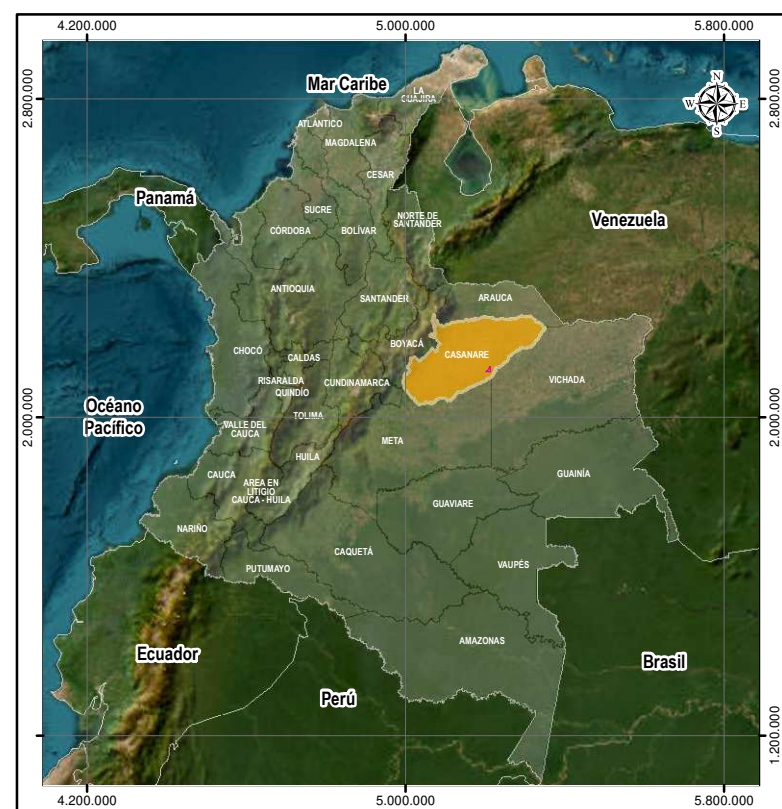 4.200.000
5.000.000
5.800.000
2.800.000
2.800.000
Mar Caribe
N
W
E
S
LA
GUAJIRA
ATLÁNTICO
MAGDALENA
CESAR
Panamá
SUCRE
NORTE DE
SANTANDER
Venezuela
CÓRDOBA
BOLÍVAR
ANTIOQUIA
SANTANDER
ARAUCA
BOYACÁ
CHOCÓ
CALDAS
CASANARE
RISARALDA
CUNDINAMARCA
VICHADA
QUINDÍO
Océano
Pacífico
TOLIMA
2.000.000
2.000.000
VALLE DEL
CAUCA
META
HUILA
CAUCA
AREA EN
LITIGIO
CAUCA - HUILA
GUAINÍA
GUAVIARE
NARIÑO
CAQUETÁ
PUTUMAYO
VAUPÉS
AMAZONAS
Ecuador
Brasil
Perú
1.200.000
1.200.000
4.200.000
5.000.000
5.800.000